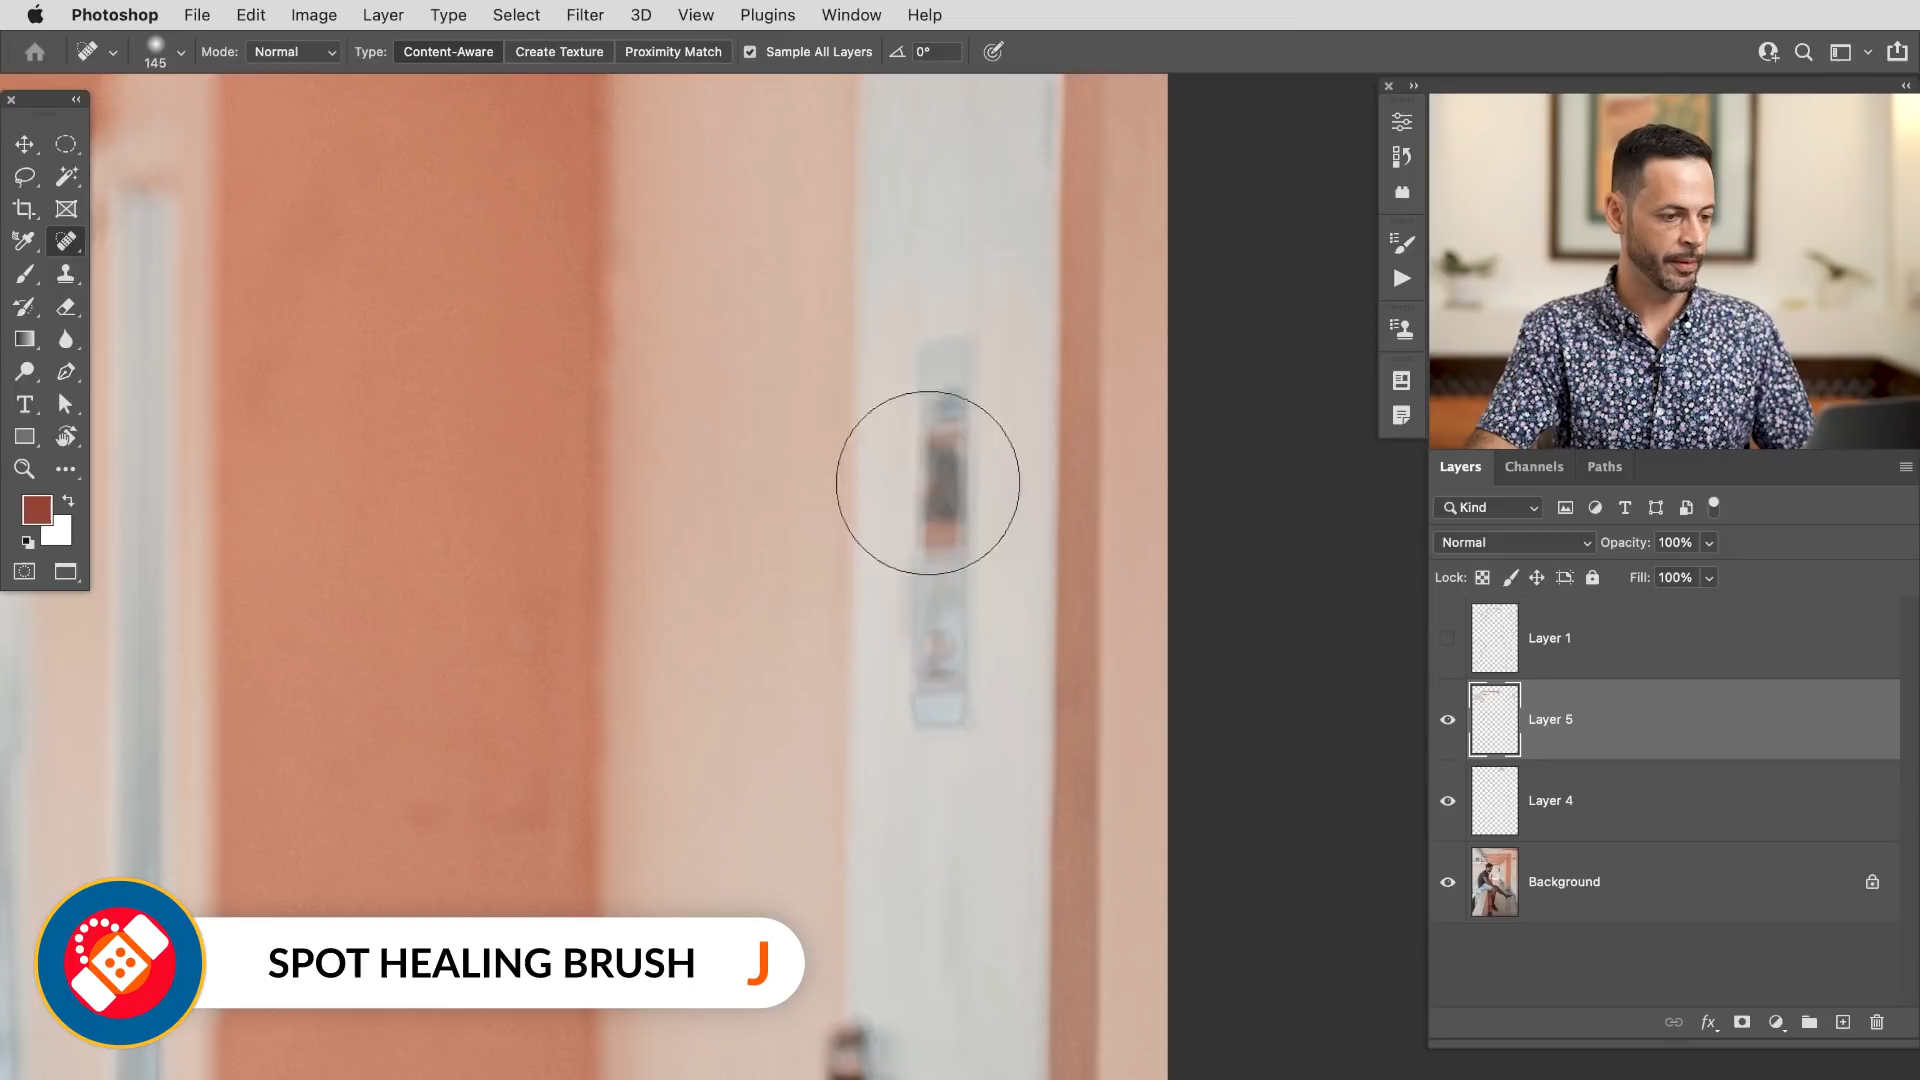 Photoshop File Edit Image Layer Type Select Filter 3D View Plugins Window Help
145 Mode: Normal Type: Content-Aware Create Texture Proximity Match Sample All Layers 0°
Layers Channels Paths
Kind
Normal Opacity: 100%
Lock: Fill: 100%
Layer 1
Layer 5
Layer 4
Background
SPOT HEALING BRUSH J